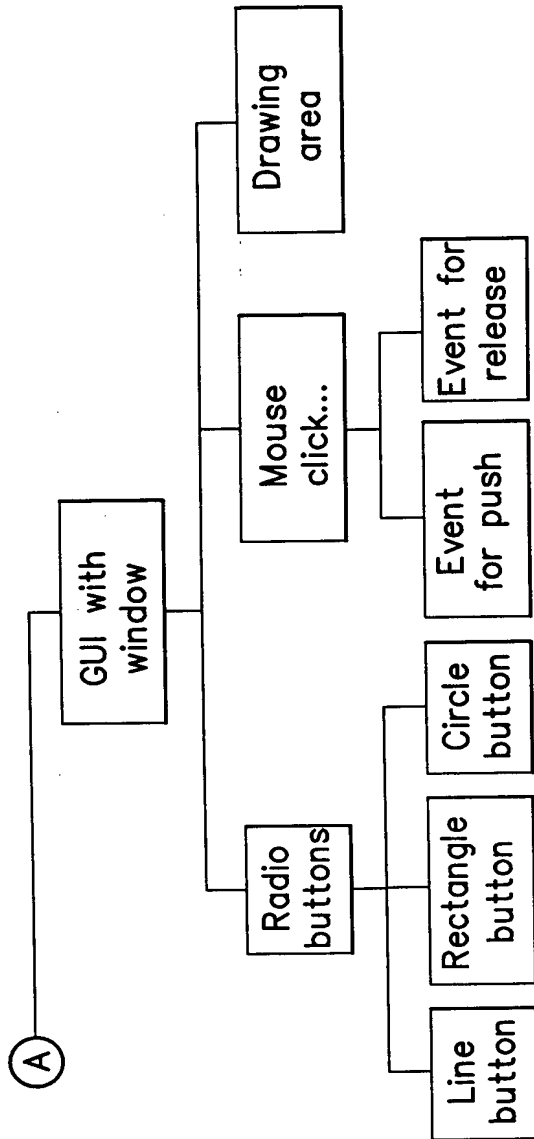 A
GUI with
window
Radio
buttons
Mouse
click...
Drawing
area
Line
button
Rectangle
button
Circle
button
Event
for push
Event for
release